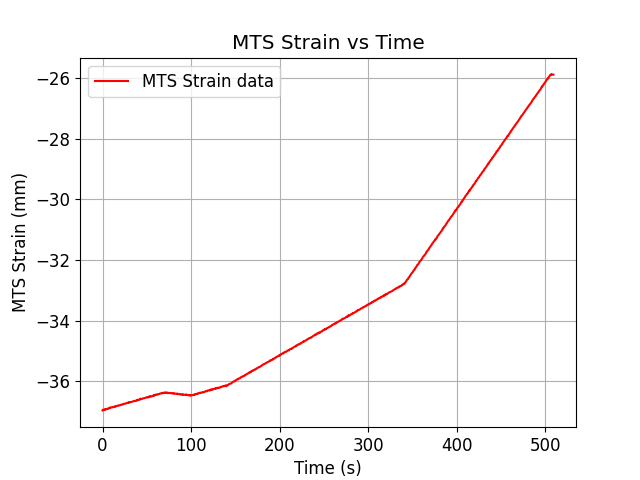 MTS Strain vs Time
MTS Strain data
MTS Strain (mm)
−26
−28
−30
−32
−34
−36
0 100 200 300 400 500
Time (s)